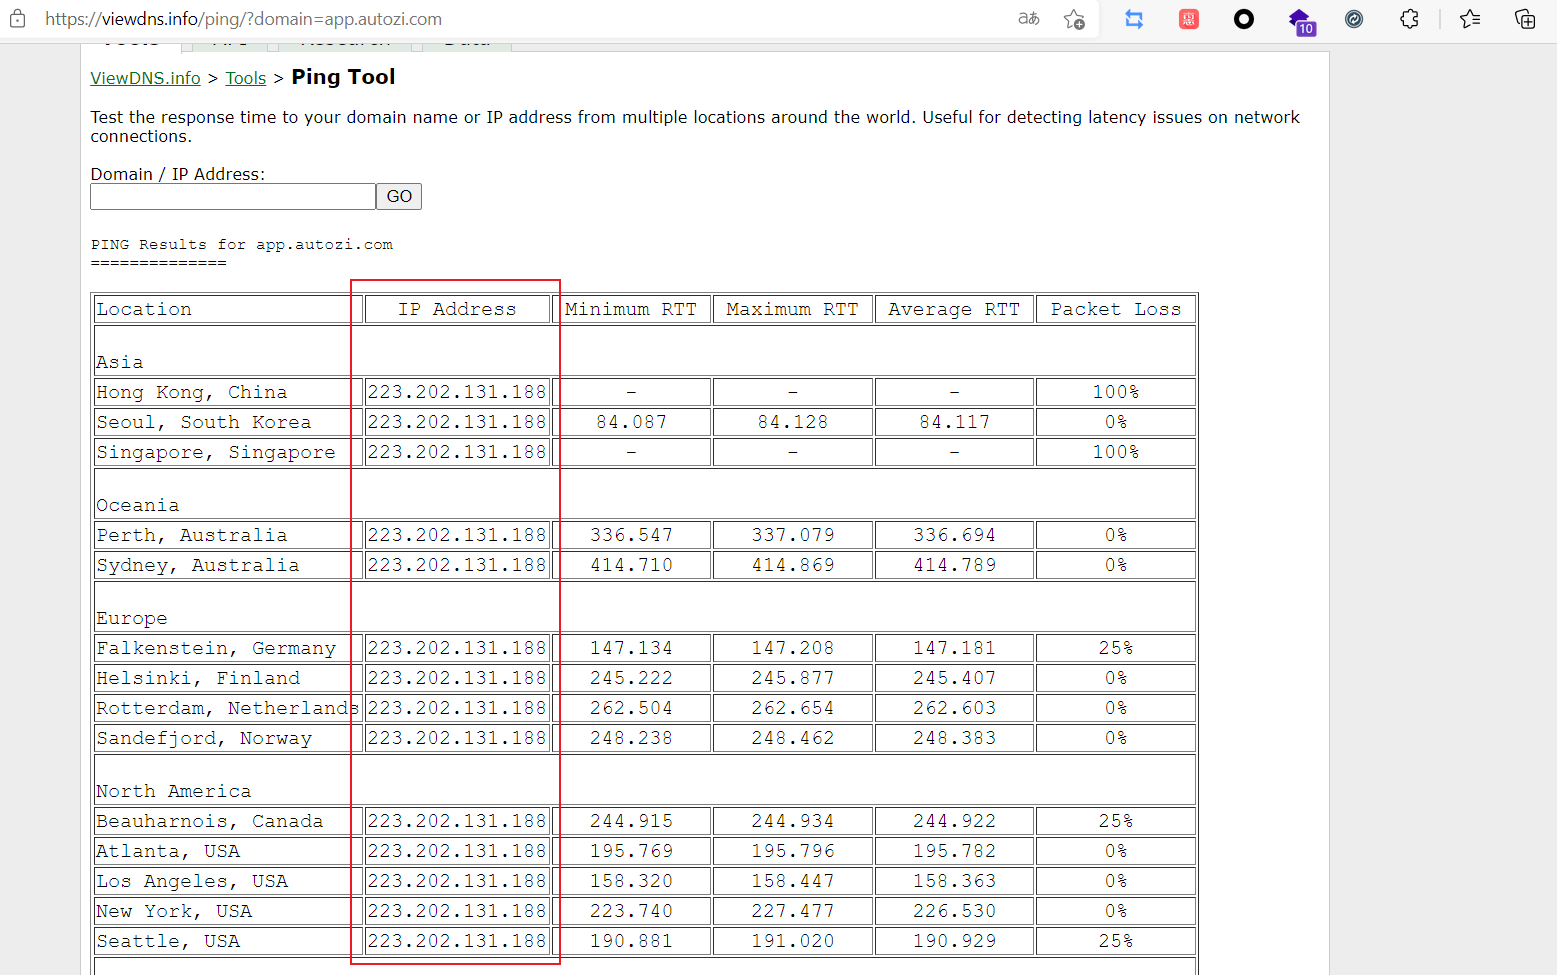 https://viewdns.info/ping/?domain=app.autozi.com
10
Tools API Research Data
ViewDNS.info > Tools > Ping Tool
Test the response time to your domain name or IP address from multiple locations around the world. Useful for detecting latency issues on network
connections.
Domain / IP Address:
GO
PING Results for app.autozi.com
==============
Location IP Address Minimum RTT Maximum RTT Average RTT Packet Loss
Asia
Hong Kong, China 223.202.131.188 - - - 100%
Seoul, South Korea 223.202.131.188 84.087 84.128 84.117 0%
Singapore, Singapore 223.202.131.188 - - - 100%
Oceania
Perth, Australia 223.202.131.188 336.547 337.079 336.694 0%
Sydney, Australia 223.202.131.188 414.710 414.869 414.789 0%
Europe
Falkenstein, Germany 223.202.131.188 147.134 147.208 147.181 25%
Helsinki, Finland 223.202.131.188 245.222 245.877 245.407 0%
Rotterdam, Netherlands 223.202.131.188 262.504 262.654 262.603 0%
Sandefjord, Norway 223.202.131.188 248.238 248.462 248.383 0%
North America
Beauharnois, Canada 223.202.131.188 244.915 244.934 244.922 25%
Atlanta, USA 223.202.131.188 195.769 195.796 195.782 0%
Los Angeles, USA 223.202.131.188 158.320 158.447 158.363 0%
New York, USA 223.202.131.188 223.740 227.477 226.530 0%
Seattle, USA 223.202.131.188 190.881 191.020 190.929 25%